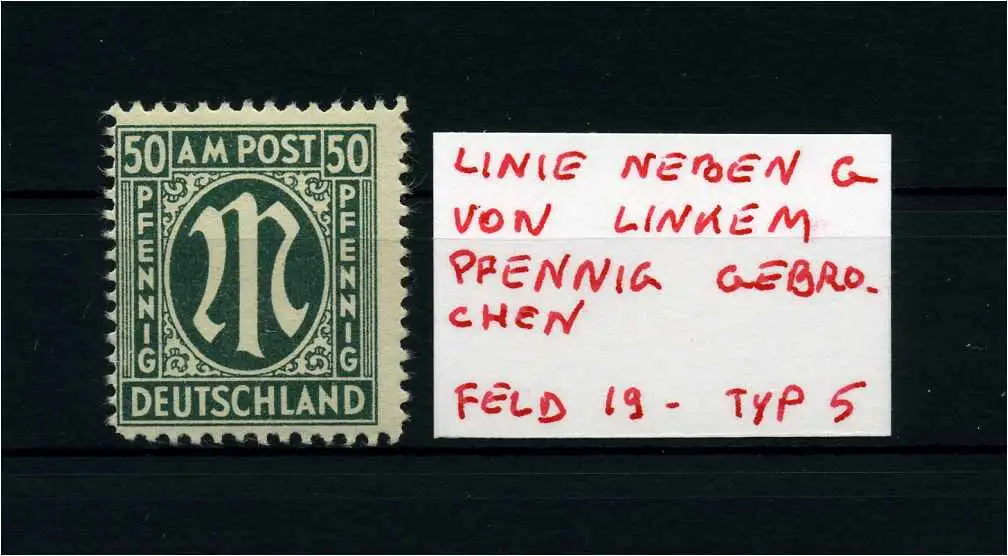 50 AM POST 50
PFENNIG
PFENNIG
DEUTSCHLAND
LINIE NEBEN G
VON LINKEM
PFENNIG GEBRO-
CHEN
FELD 19 - TYP 5